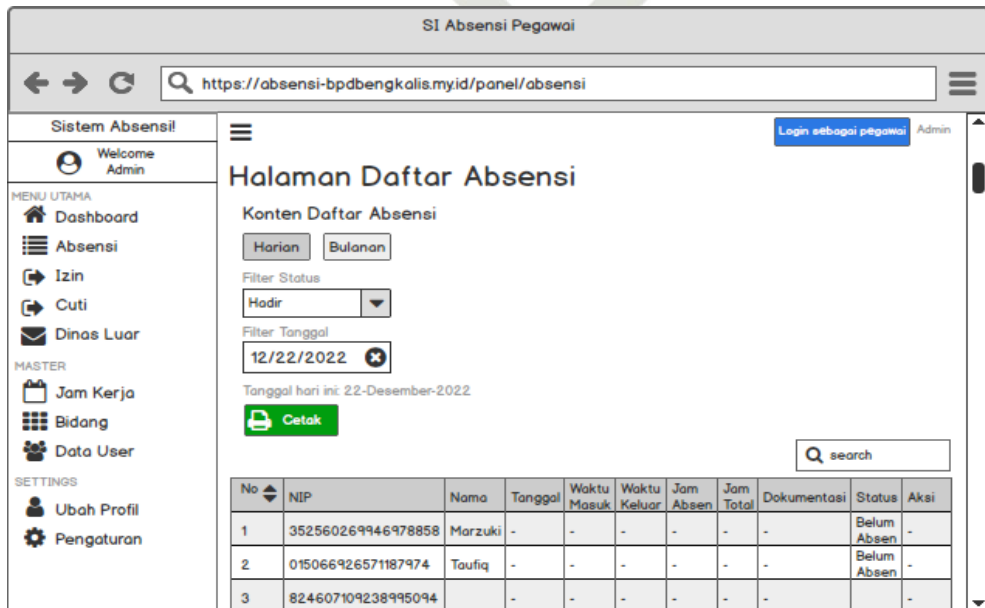 SI Absensi Pegawai
https://absensi-bpdbengkalis.my.id/panel/absensi
Sistem Absensi!
Welcome
Admin
MENU UTAMA
Dashboard
Absensi
Izin
Cuti
Dinas Luar
MASTER
Jam Kerja
Bidang
Data User
SETTINGS
Ubah Profil
Pengaturan
Login sebagai pegawai Admin
Halaman Daftar Absensi
Konten Daftar Absensi
Harian Bulanan
Filter Status
Hadir
Filter Tanggal
12/22/2022
Tanggal hari ini: 22-Desember-2022
Cetak
search
No NIP Nama Tanggal Waktu Masuk Waktu Keluar Jam Absen Jam Total Dokumentasi Status Aksi
1 352560269946978858 Marzuki - - - - - - Belum Absen -
2 015066926571187974 Taufiq - - - - - - Belum Absen -
3 824607109238995094 - - - - - - -